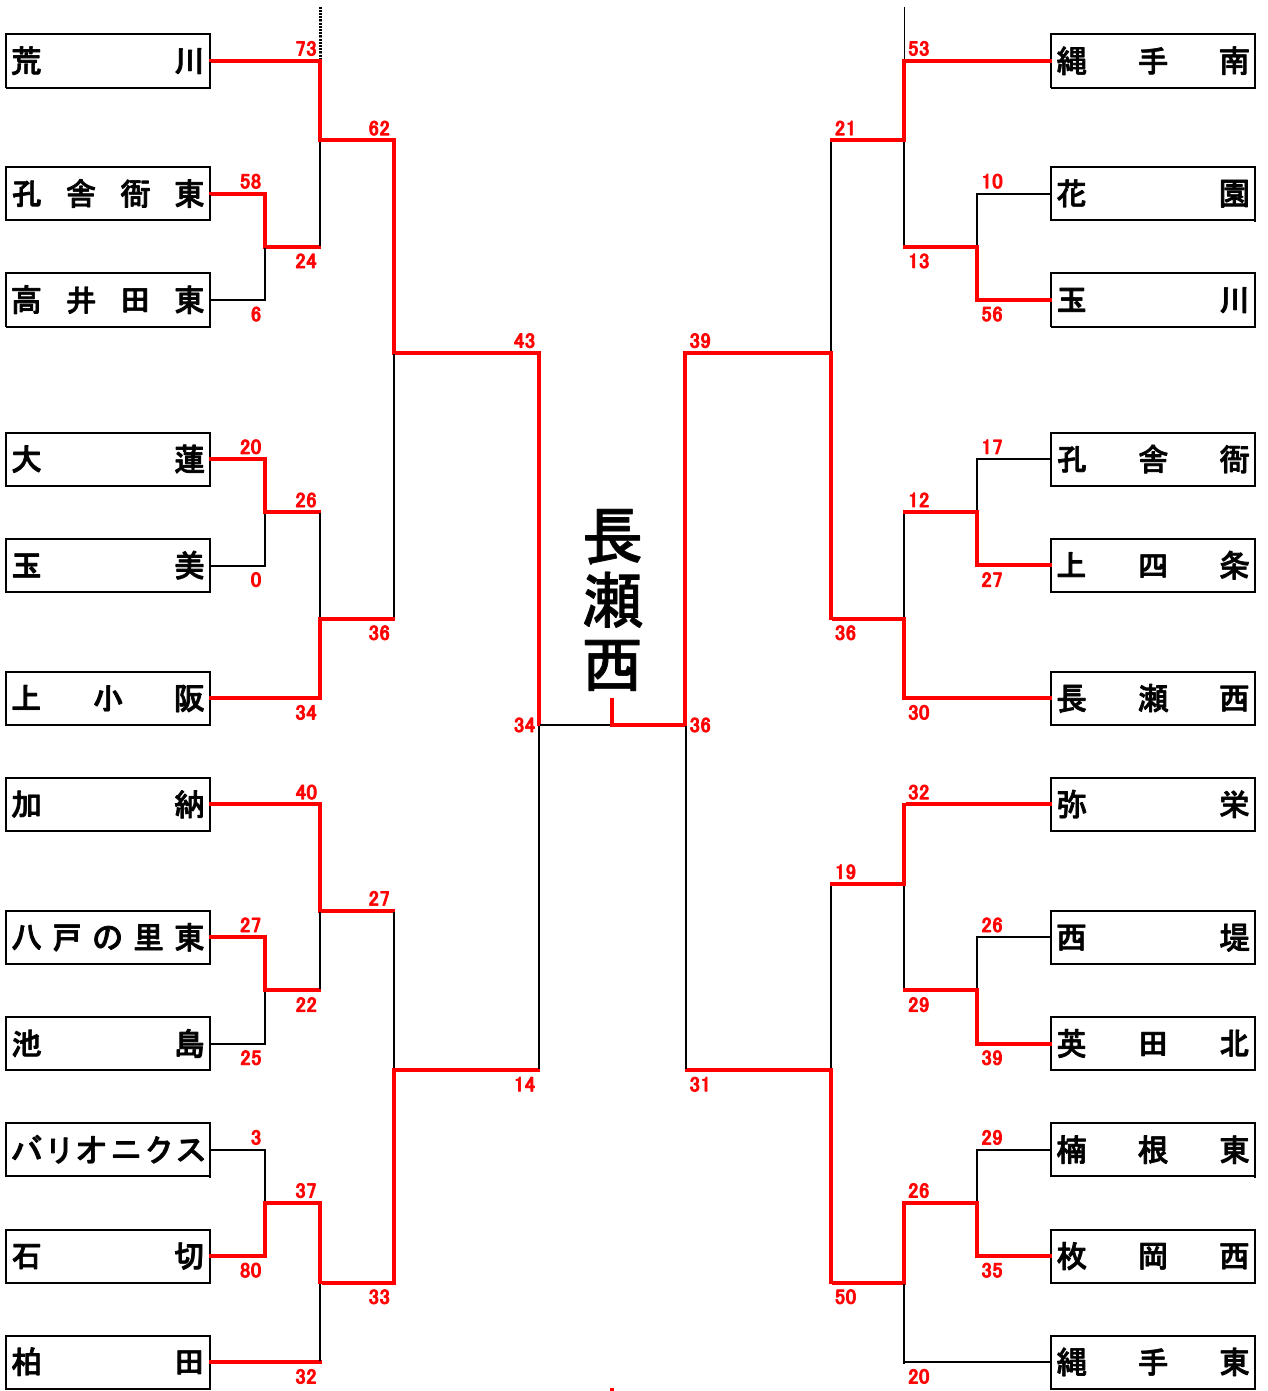 73
53
荒川
縄手南
62
21
58
10
孔舎衙東
花園
24
13
高井田東
玉川
6
56
43
39
20
17
大蓮
孔舎衙
26
12
玉美
上四条
0
27
長瀬西
36
36
上小阪
長瀬西
34
30
34
36
40
32
加納
弥栄
27
19
27
26
八戸の里東
西堤
22
29
池島
英田北
25
39
14
31
3
29
バリオニクス
楠根東
37
26
石切
枚岡西
80
35
33
50
柏田
縄手東
32
20